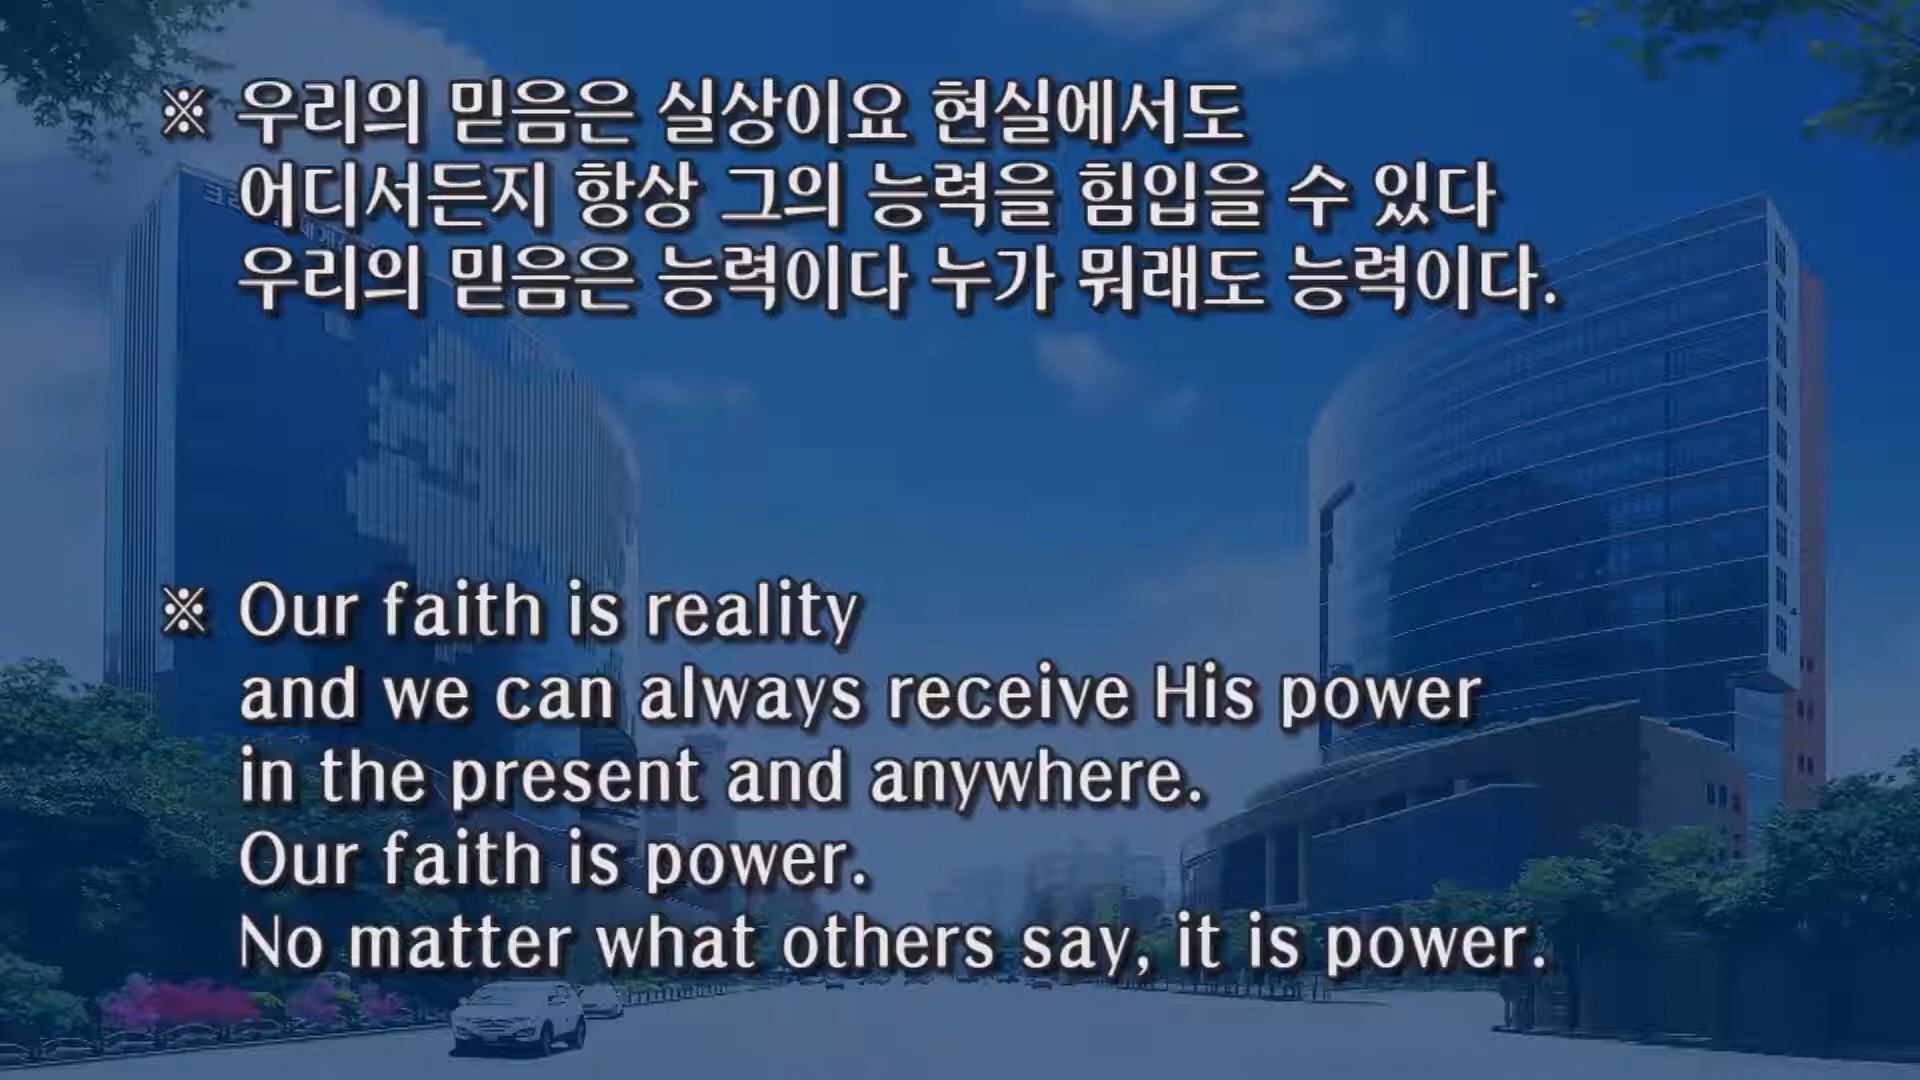 ※ 우리의 믿음은 실상이요 현실에서도
어디서든지 항상 그의 능력을 힘입을 수 있다
우리의 믿음은 능력이다 누가 뭐래도 능력이다.
※ Our faith is reality
and we can always receive His power
in the present and anywhere.
Our faith is power.
No matter what others say, it is power.